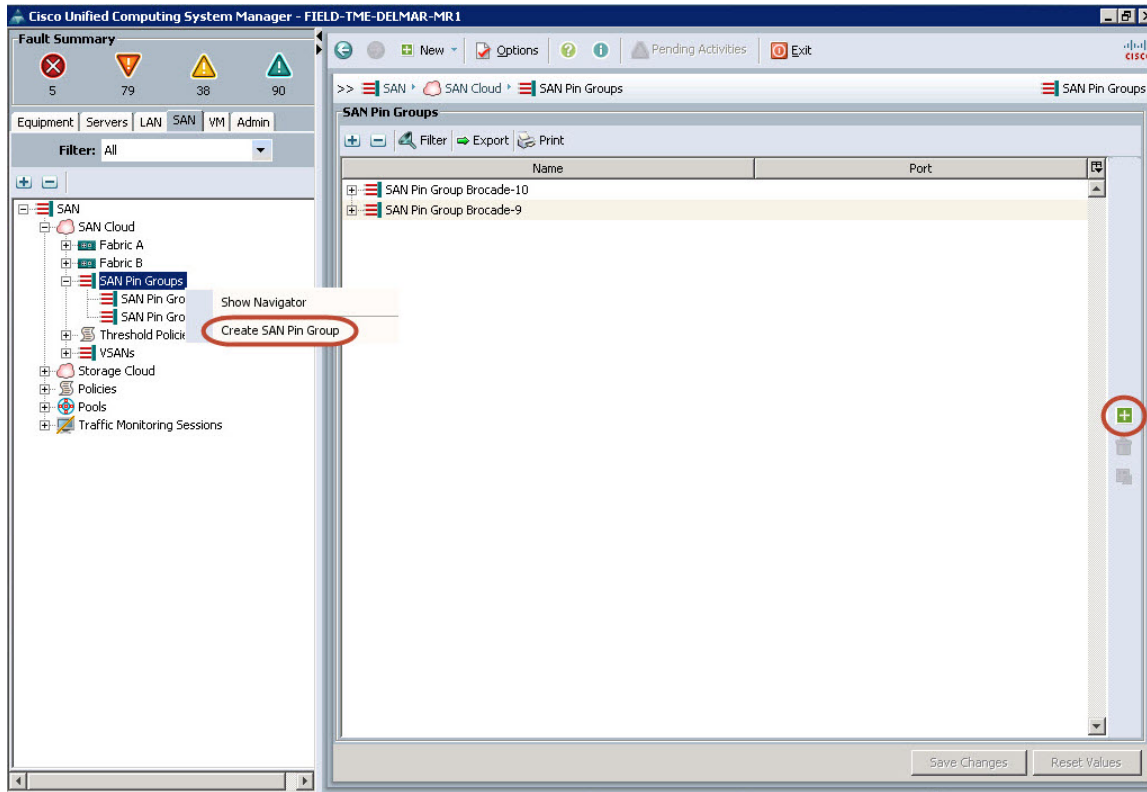 Cisco Unified Computing System Manager - FIELD-TME-DELMAR-MR1
Fault Summary
5 79 38 90
New Options Pending Activities Exit
>> SAN SAN Cloud SAN Pin Groups SAN Pin Groups
Equipment Servers LAN SAN VM Admin
Filter: All
SAN Pin Groups
Filter Export Print
Name Port
SAN Pin Group Brocade-10
SAN Pin Group Brocade-9
SAN
SAN Cloud
Fabric A
Fabric B
SAN Pin Groups
SAN Pin Gro
SAN Pin Gro
Threshold Policie
VSANs
Storage Cloud
Policies
Pools
Traffic Monitoring Sessions
Show Navigator
Create SAN Pin Group
Save Changes Reset Values